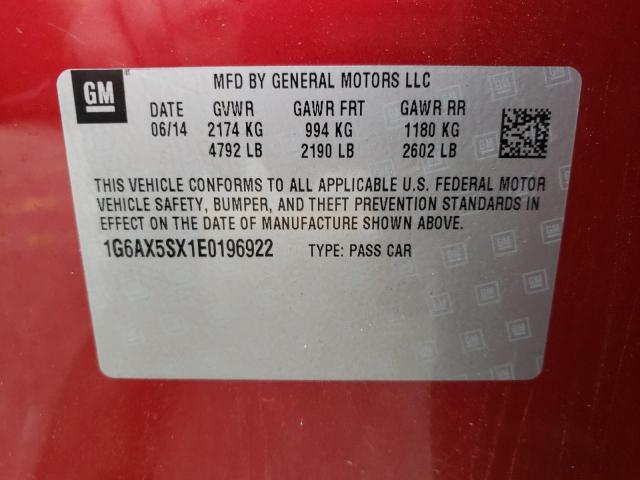 GM
MFD BY GENERAL MOTORS LLC
DATE GVWR GAWR FRT GAWR RR
06/14 2174 KG 994 KG 1180 KG
4792 LB 2190 LB 2602 LB
THIS VEHICLE CONFORMS TO ALL APPLICABLE U.S. FEDERAL MOTOR
VEHICLE SAFETY, BUMPER, AND THEFT PREVENTION STANDARDS IN
EFFECT ON THE DATE OF MANUFACTURE SHOWN ABOVE.
1G6AX5SX1E0196922 TYPE: PASS CAR